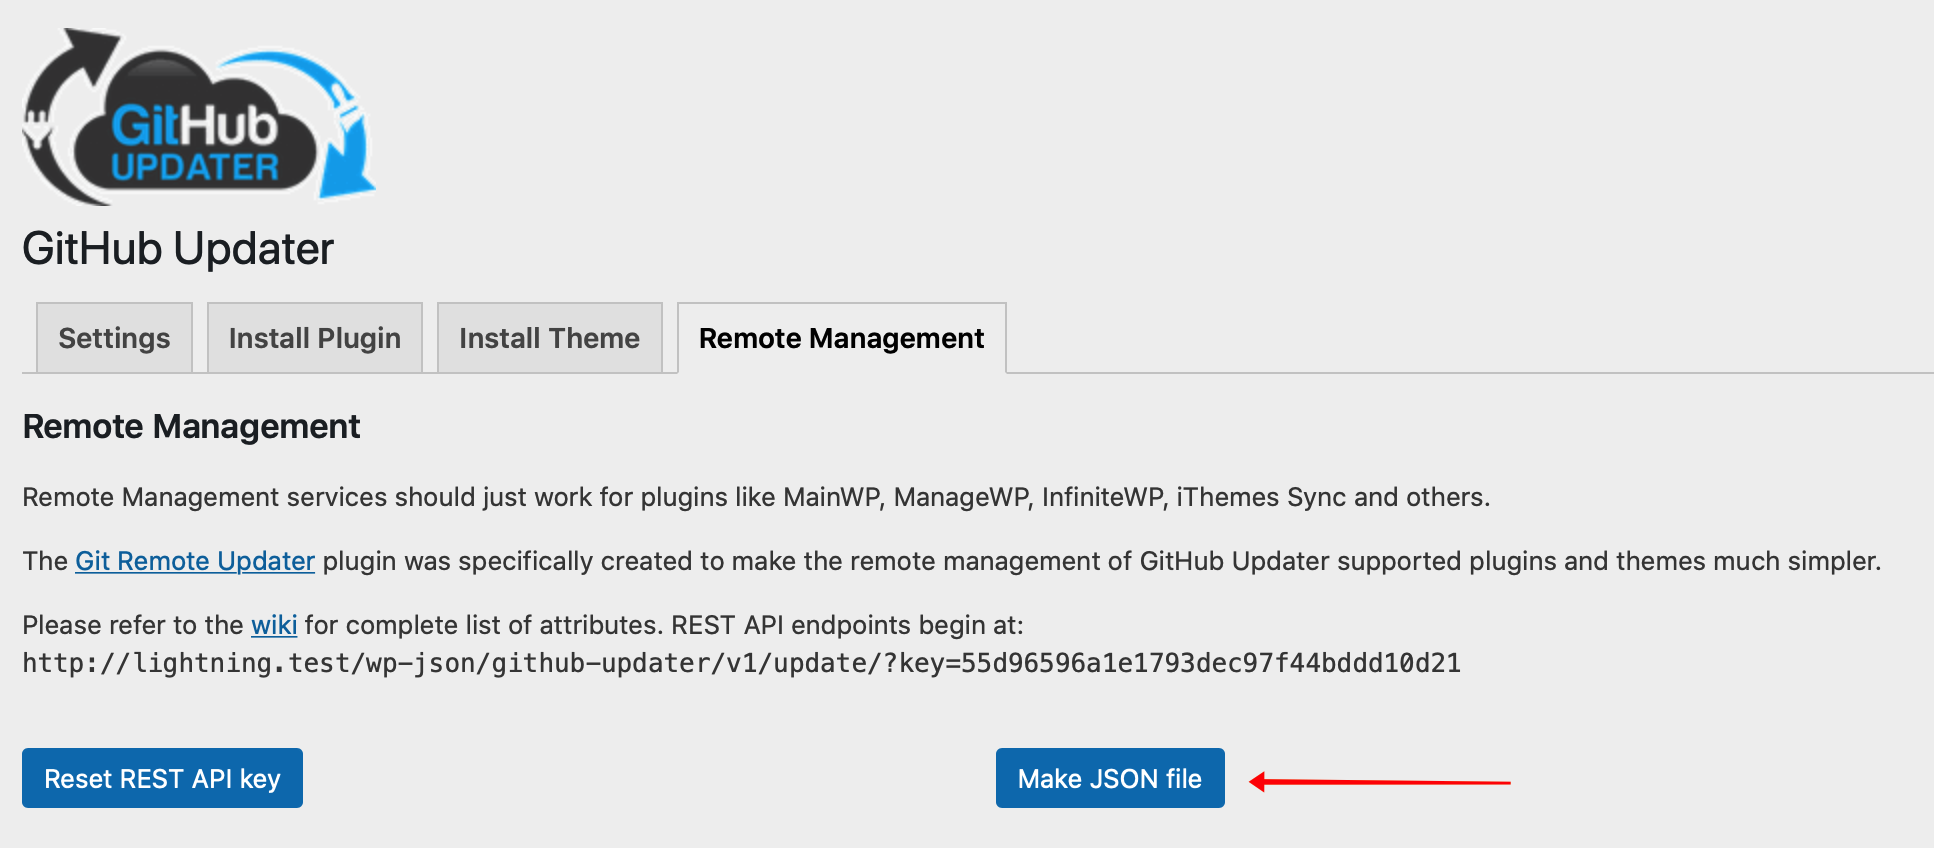 GitHub
UPDATER
GitHub Updater
Settings
Install Plugin
Install Theme
Remote Management
Remote Management
Remote Management services should just work for plugins like MainWP, ManageWP, InfiniteWP, iThemes Sync and others.
The Git Remote Updater plugin was specifically created to make the remote management of GitHub Updater supported plugins and themes much simpler.
Please refer to the wiki for complete list of attributes. REST API endpoints begin at:
http://lightning.test/wp-json/github-updater/v1/update/?key=55d96596a1e1793dec97f44bddd10d21
Reset REST API key
Make JSON file